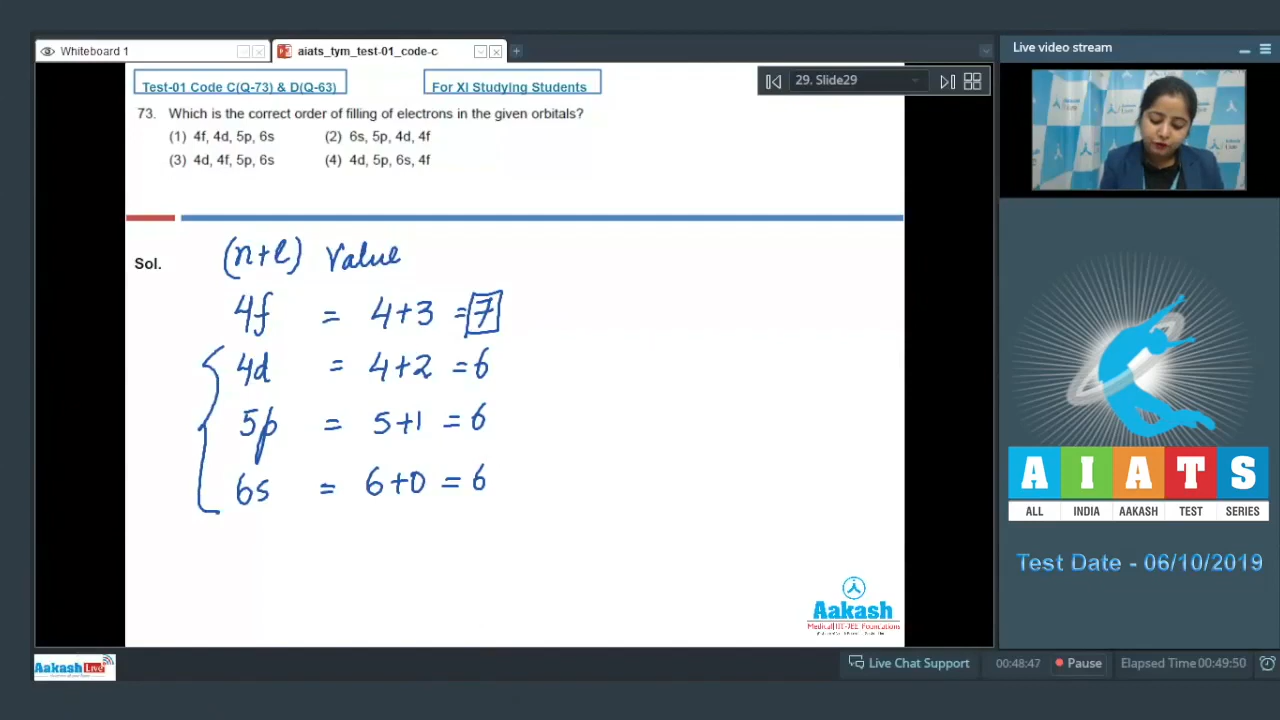 Whiteboard 1
aiats_tym_test-01_code-c
Live video stream
Test-01 Code C(Q-73) & D(Q-63)
For XI Studying Students
29. Slide29
73. Which is the correct order of filling of electrons in the given orbitals?
(1) 4f, 4d, 5p, 6s (2) 6s, 5p, 4d, 4f
(3) 4d, 4f, 5p, 6s (4) 4d, 5p, 6s, 4f
Sol. (n+l) Value
4f = 4+3 = 7
4d = 4+2 = 6
5p = 5+1 = 6
6s = 6+0 = 6
A I A T S
ALL INDIA AAKASH TEST SERIES
Test Date - 06/10/2019
Aakash
Medical|IIT-JEE|Foundations
Aakash Live
Live Chat Support
00:48:47
Pause
Elapsed Time 00:49:50